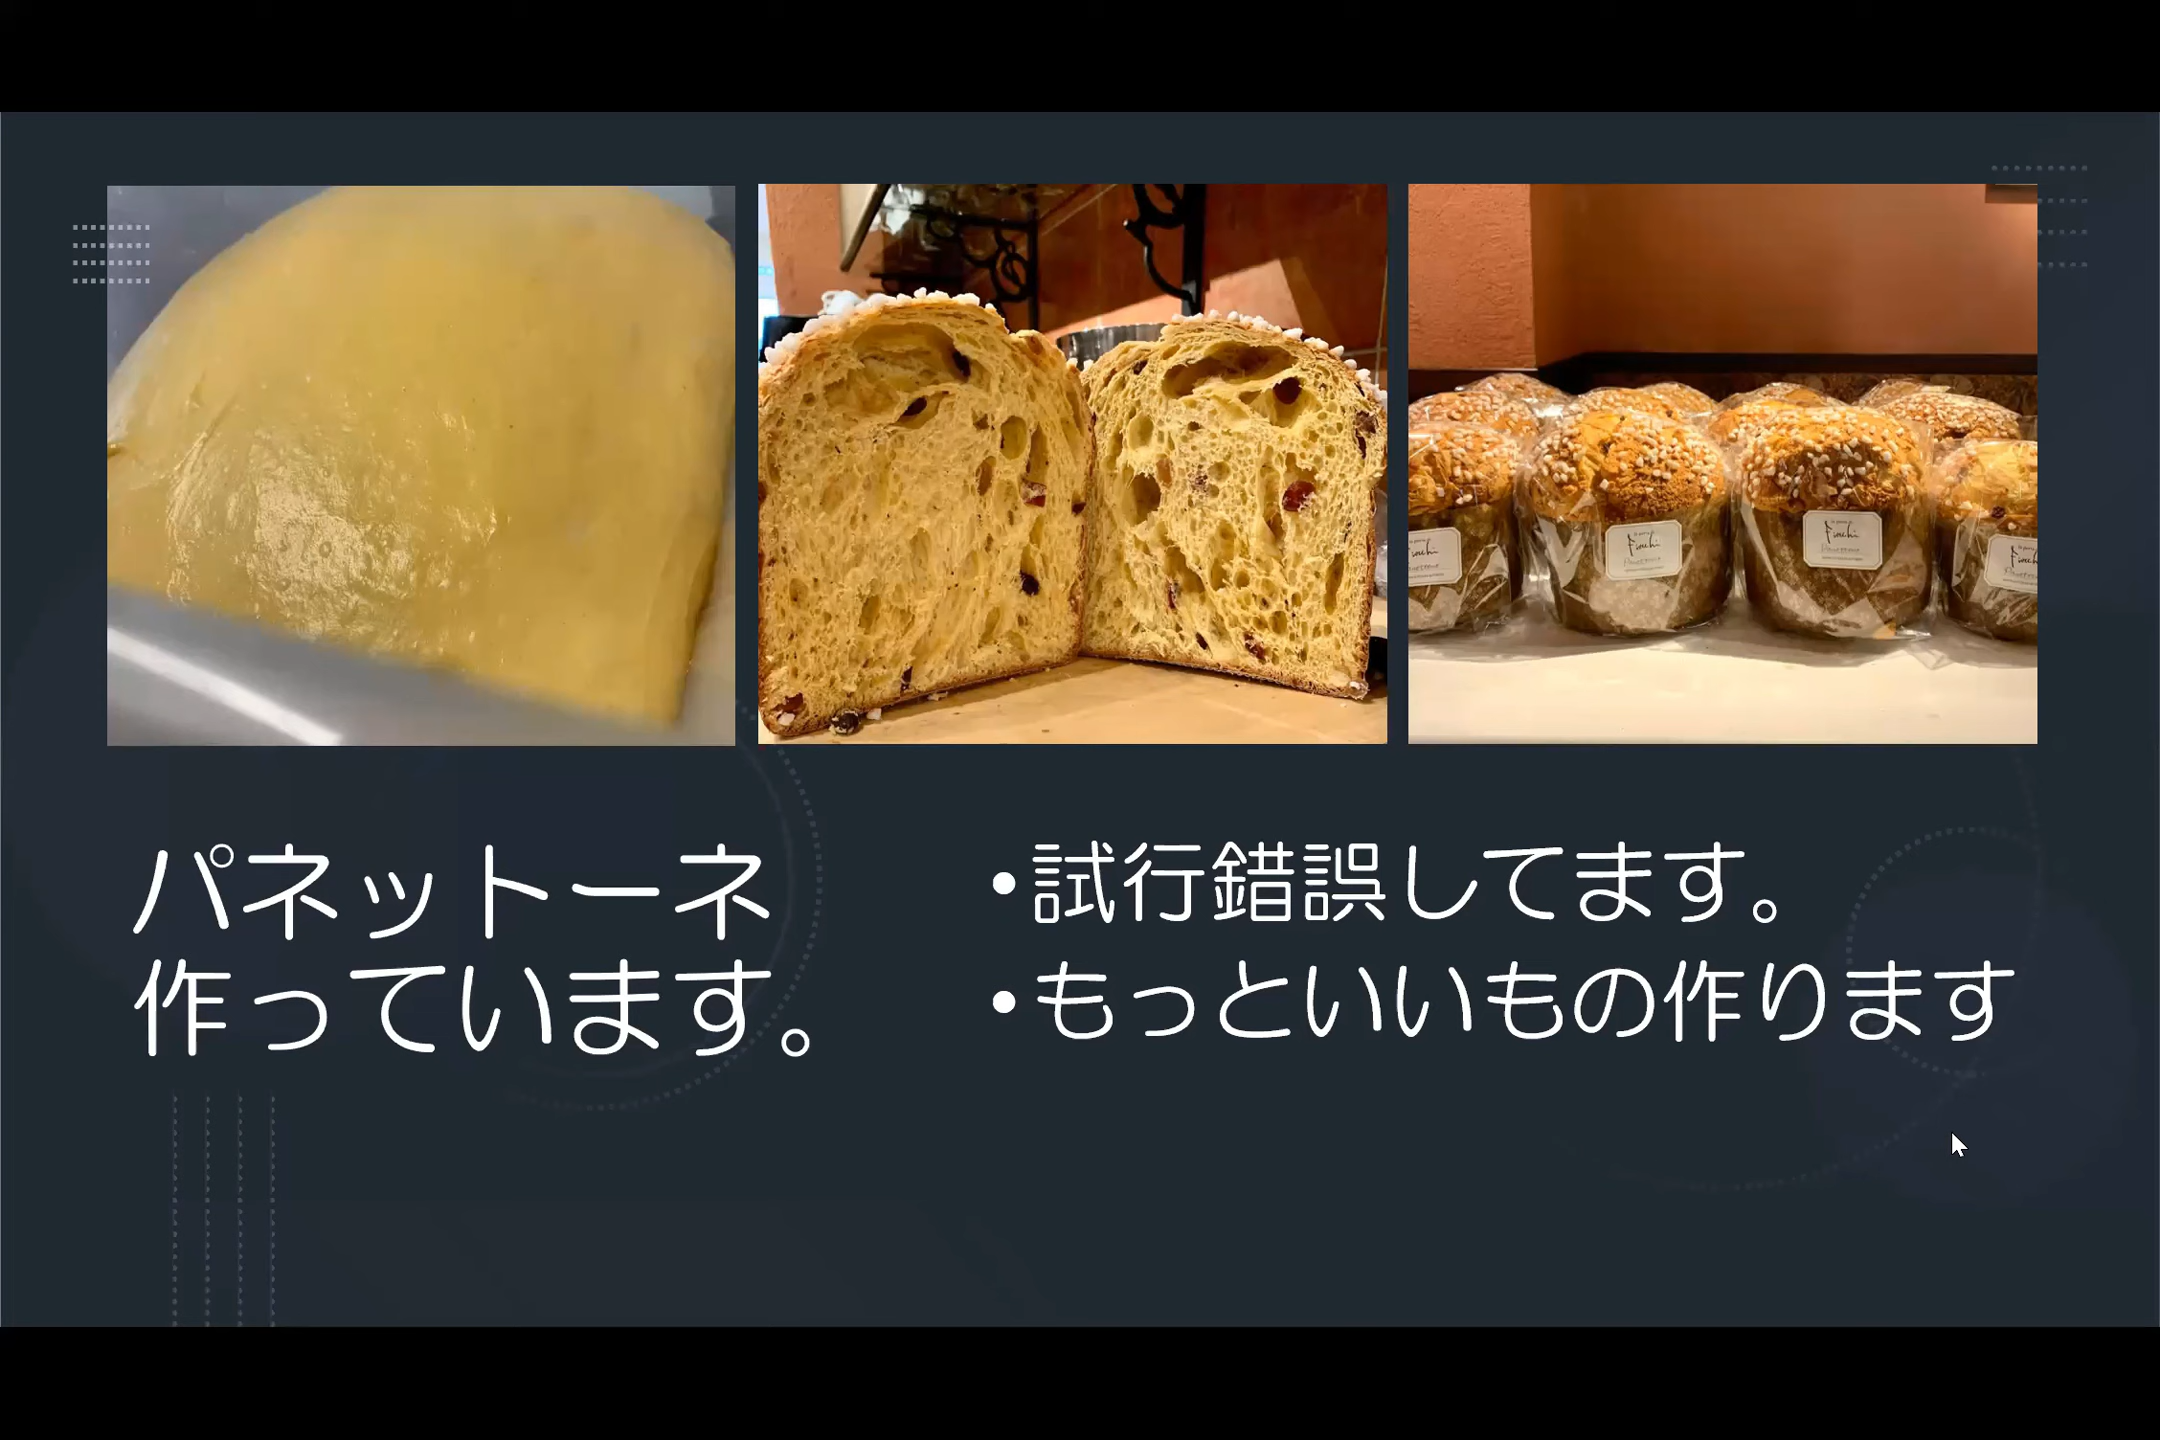 パネットーネ
作っています。
•試行錯誤してます。
•もっといいもの作ります